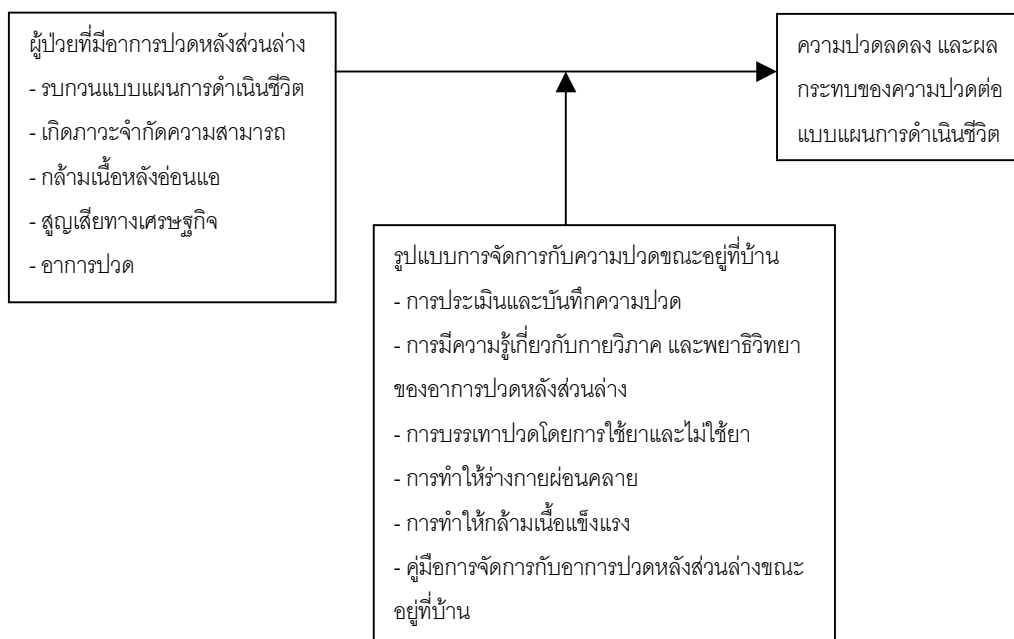 ผู้ป่วยที่มีอาการปวดหลังส่วนล่าง
- รบกวนแบบแผนการดำเนินชีวิต
- เกิดภาวะจำกัดความสามารถ
- กล้ามเนื้อหลังอ่อนแอ
- สูญเสียทางเศรษฐกิจ
- อาการปวด
ความปวดลดลง และผล
กระทบของความปวดต่อ
แบบแผนการดำเนินชีวิต
รูปแบบการจัดการกับความปวดขณะอยู่ที่บ้าน
- การประเมินและบันทึกความปวด
- การมีความรู้เกี่ยวกับกายวิภาค และพยาธิวิทยา
ของอาการปวดหลังส่วนล่าง
- การบรรเทาปวดโดยการใช้ยาและไม่ใช้ยา
- การทำให้ร่างกายผ่อนคลาย
- การทำให้กล้ามเนื้อแข็งแรง
- คู่มือการจัดการกับอาการปวดหลังส่วนล่างขณะ
อยู่ที่บ้าน